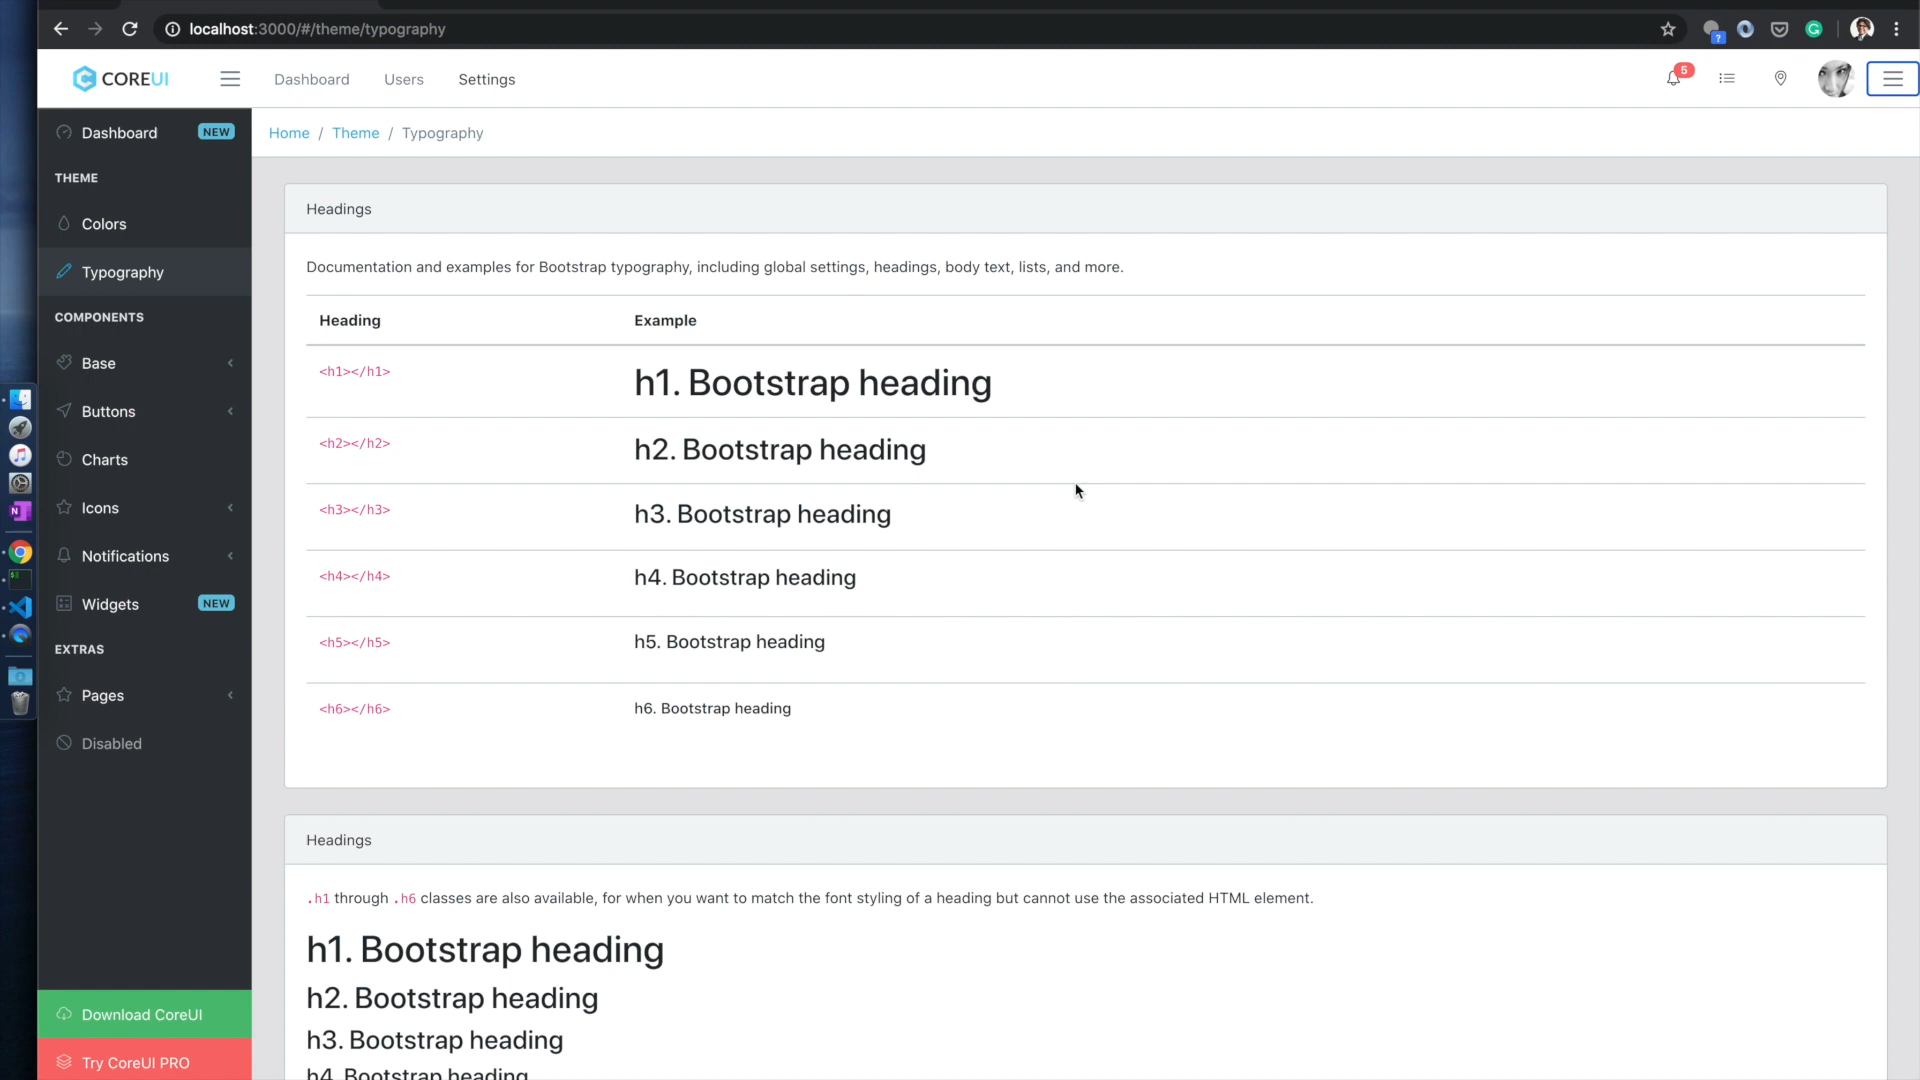 localhost:3000/#/theme/typography
COREUI
Dashboard
Users
Settings
5
Dashboard
NEW
THEME
Colors
Typography
COMPONENTS
Base
Buttons
Charts
Icons
Notifications
Widgets
NEW
EXTRAS
Pages
Disabled
Download CoreUI
Try CoreUI PRO
Home / Theme / Typography
Headings
Documentation and examples for Bootstrap typography, including global settings, headings, body text, lists, and more.
Heading
Example
<h1></h1>
h1. Bootstrap heading
<h2></h2>
h2. Bootstrap heading
<h3></h3>
h3. Bootstrap heading
<h4></h4>
h4. Bootstrap heading
<h5></h5>
h5. Bootstrap heading
<h6></h6>
h6. Bootstrap heading
Headings
.h1 through .h6 classes are also available, for when you want to match the font styling of a heading but cannot use the associated HTML element.
h1. Bootstrap heading
h2. Bootstrap heading
h3. Bootstrap heading
h4. Bootstrap heading